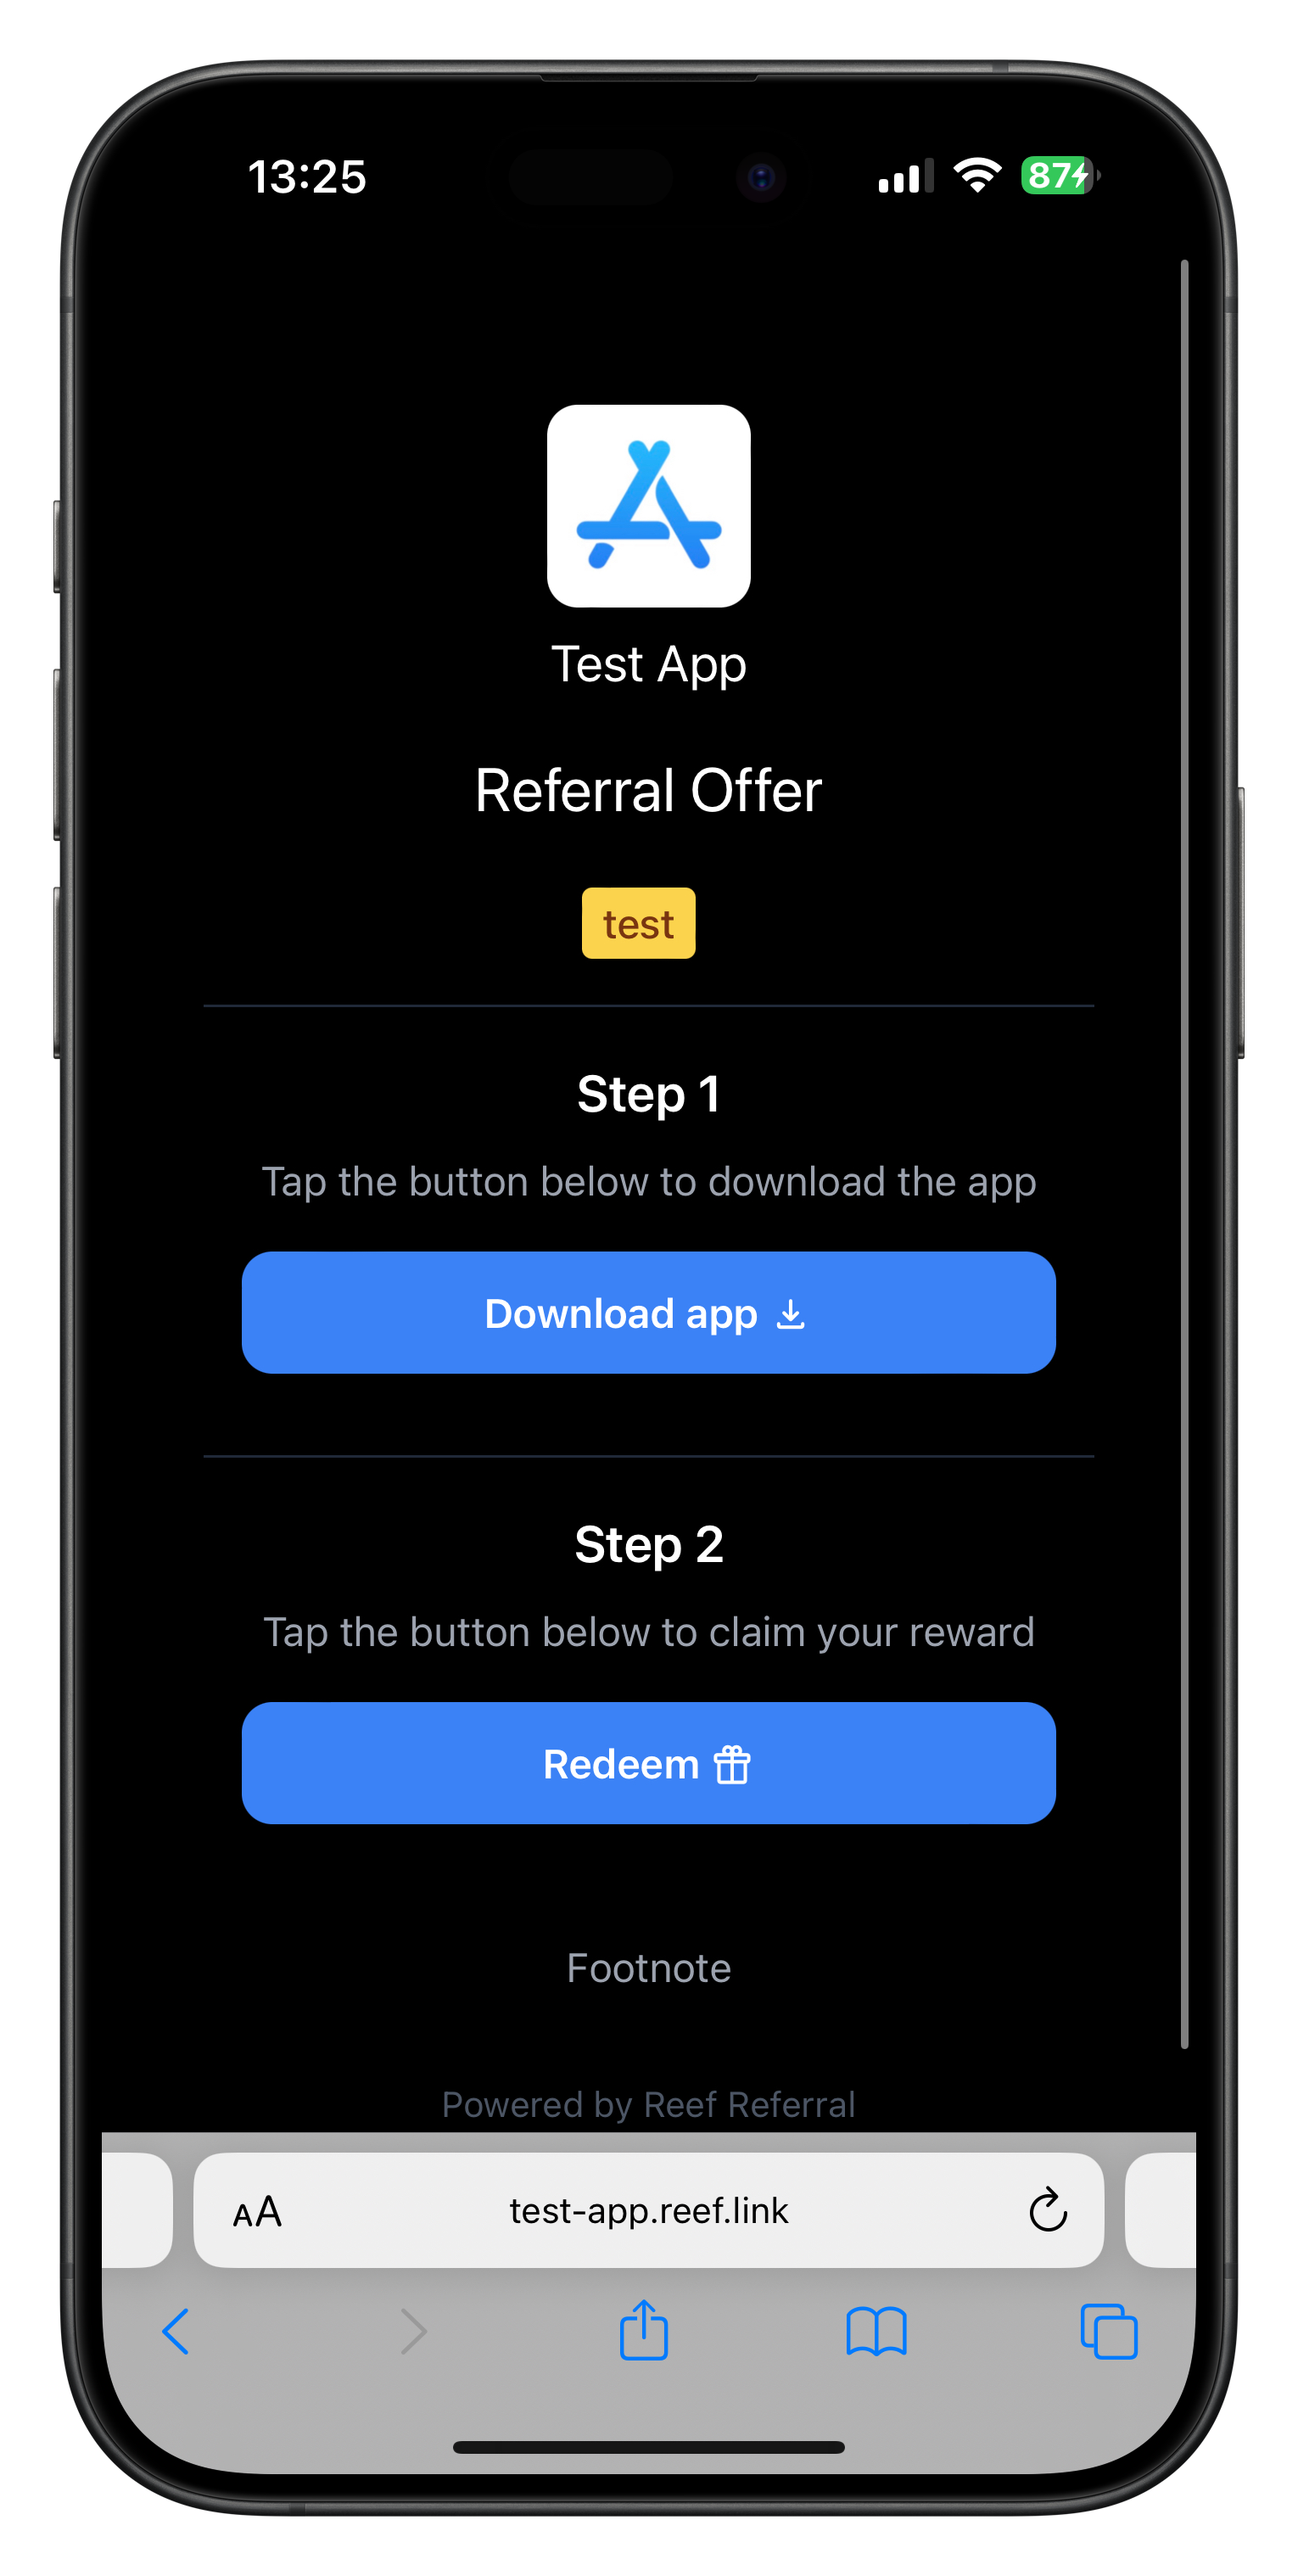 13:25
87
Test App
Referral Offer
test
Step 1
Tap the button below to download the app
Download app
Step 2
Tap the button below to claim your reward
Redeem
Footnote
Powered by Reef Referral
AA
test-app.reef.link